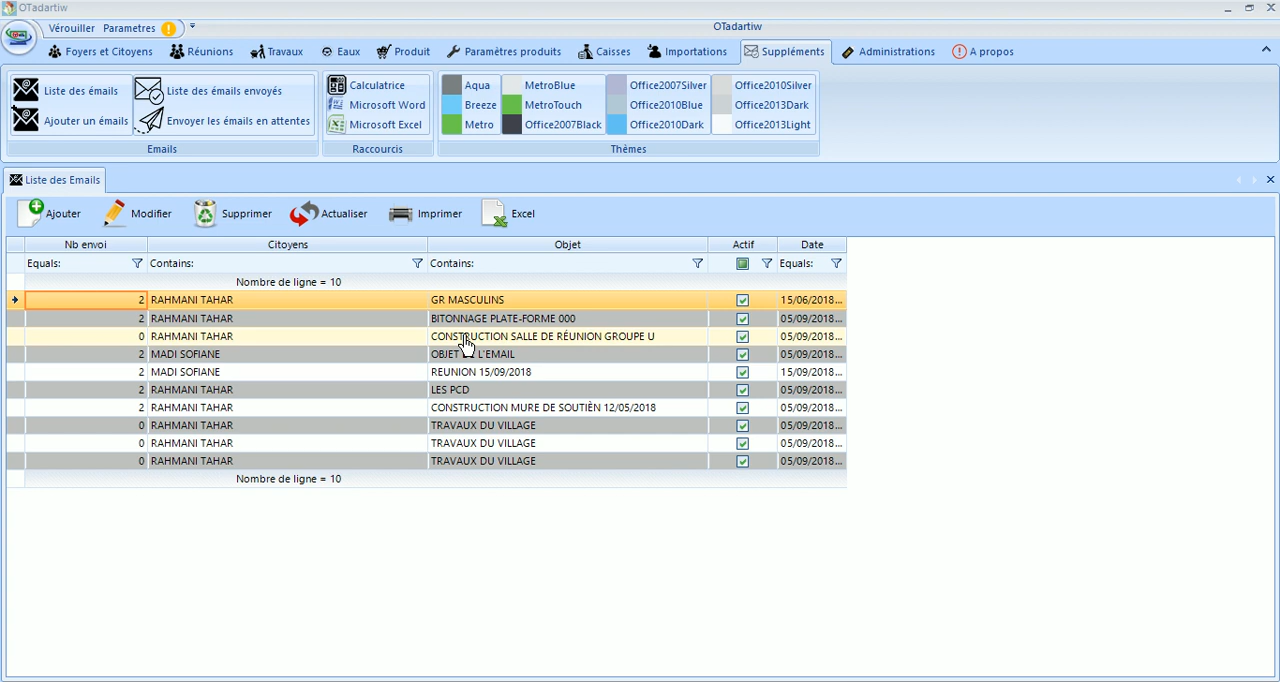 OTadartiw
Vérouiller Parametres
OTadartiw
Foyers et Citoyens Réunions Travaux Eaux Produit Paramètres produits Caisses Importations Suppléments Administrations A propos
Liste des émails Liste des émails envoyés
Ajouter un émails Envoyer les émails en attentes
Emails
Calculatrice
Microsoft Word
Microsoft Excel
Raccourcis
Aqua MetroBlue Office2007Silver Office2010Silver
Breeze MetroTouch Office2010Blue Office2013Dark
Metro Office2007Black Office2010Dark Office2013Light
Thèmes
Liste des Emails
Ajouter Modifier Supprimer Actualiser Imprimer Excel
Nb envoi Citoyens Objet Actif Date
Equals: Contains: Contains: Equals:
Nombre de ligne = 10
2 RAHMANI TAHAR GR MASCULINS 15/06/2018...
2 RAHMANI TAHAR BITONNAGE PLATE-FORME 000 05/09/2018...
0 RAHMANI TAHAR CONSTRUCTION SALLE DE RÉUNION GROUPE U 05/09/2018...
2 MADI SOFIANE OBJET L'EMAIL 05/09/2018...
2 MADI SOFIANE REUNION 15/09/2018 15/09/2018...
2 RAHMANI TAHAR LES PCD 05/09/2018...
2 RAHMANI TAHAR CONSTRUCTION MURE DE SOUTIÈN 12/05/2018 05/09/2018...
0 RAHMANI TAHAR TRAVAUX DU VILLAGE 05/09/2018...
0 RAHMANI TAHAR TRAVAUX DU VILLAGE 05/09/2018...
0 RAHMANI TAHAR TRAVAUX DU VILLAGE 05/09/2018...
Nombre de ligne = 10